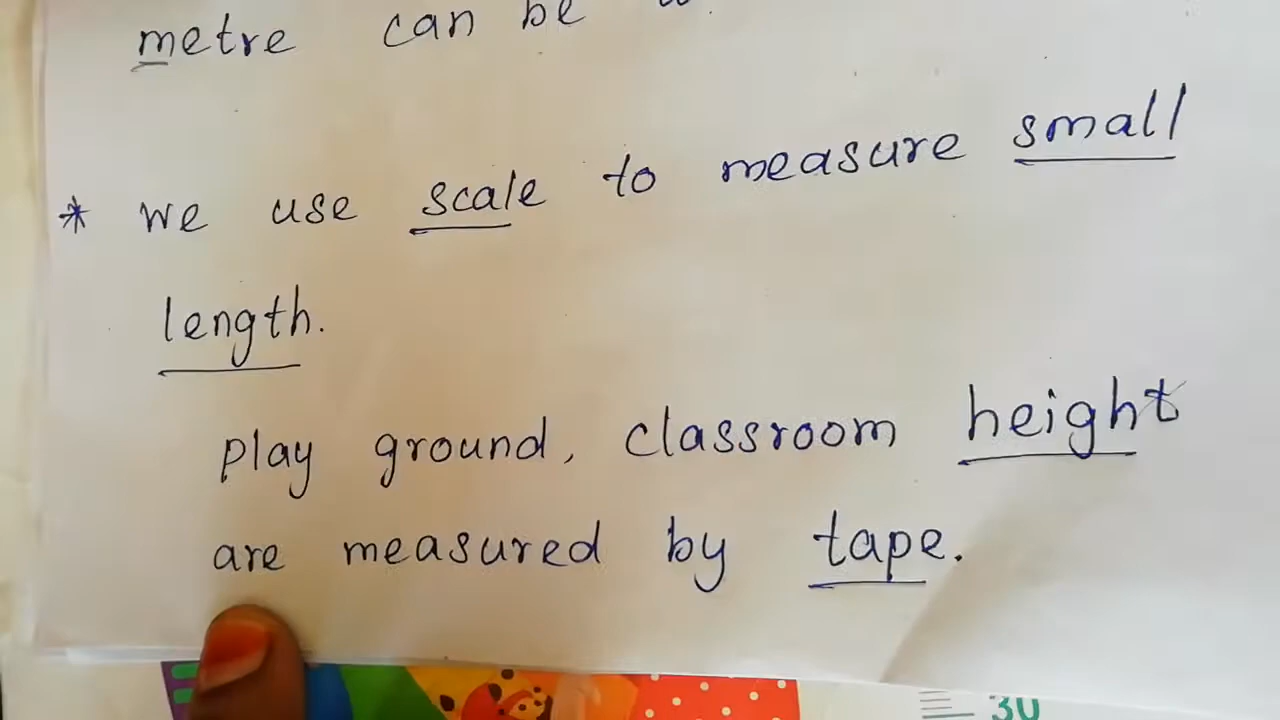 metre can be
* we use scale to measure small
length.
play ground, classroom height
are measured by tape.
30